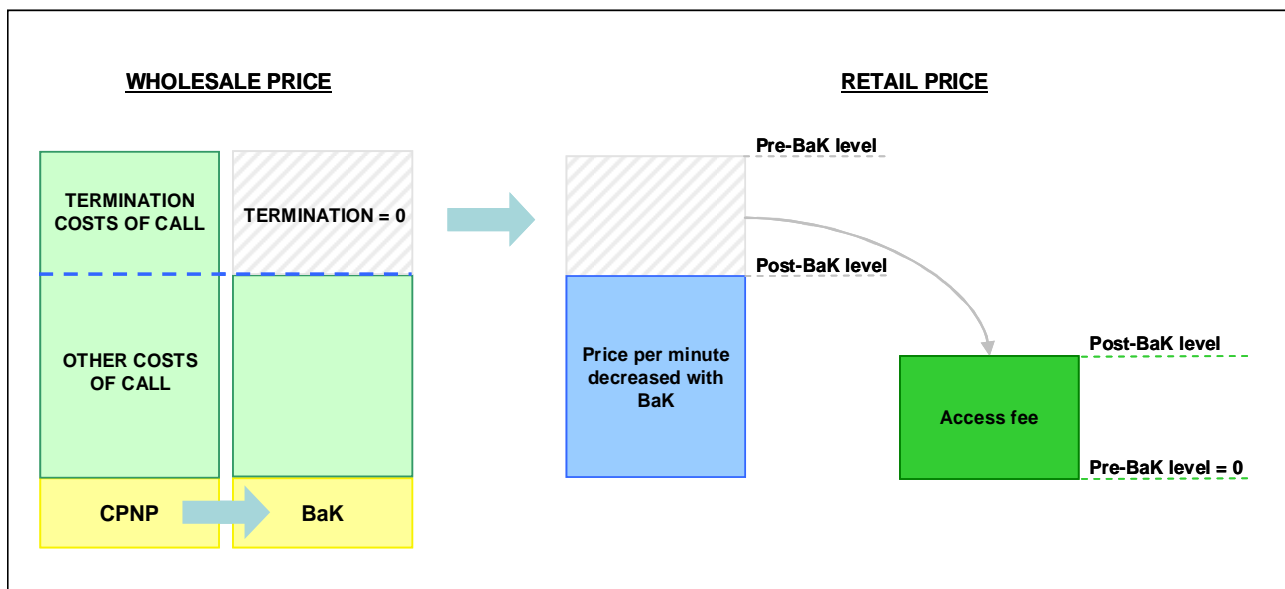 WHOLESALE PRICE
RETAIL PRICE
TERMINATION
COSTS OF CALL
TERMINATION = 0
OTHER COSTS
OF CALL
CPNP
BaK
Pre-BaK level
Post-BaK level
Price per minute
decreased with
BaK
Post-BaK level
Access fee
Pre-BaK level = 0